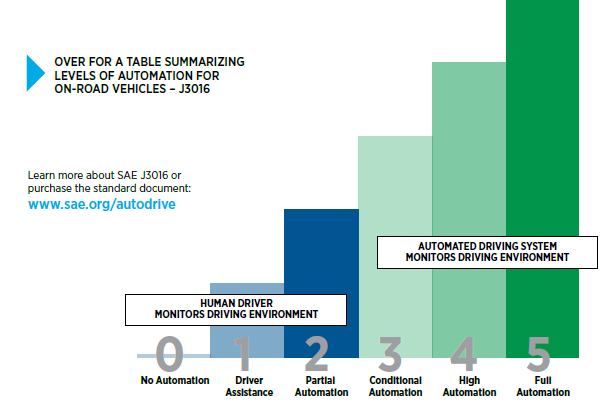 OVER FOR A TABLE SUMMARIZING
LEVELS OF AUTOMATION FOR
ON-ROAD VEHICLES – J3016
Learn more about SAE J3016 or
purchase the standard document:
www.sae.org/autodrive
AUTOMATED DRIVING SYSTEM
MONITORS DRIVING ENVIRONMENT
HUMAN DRIVER
MONITORS DRIVING ENVIRONMENT
0 1 2 3 4 5
No Automation
Driver
Assistance
Partial
Automation
Conditional
Automation
High
Automation
Full
Automation